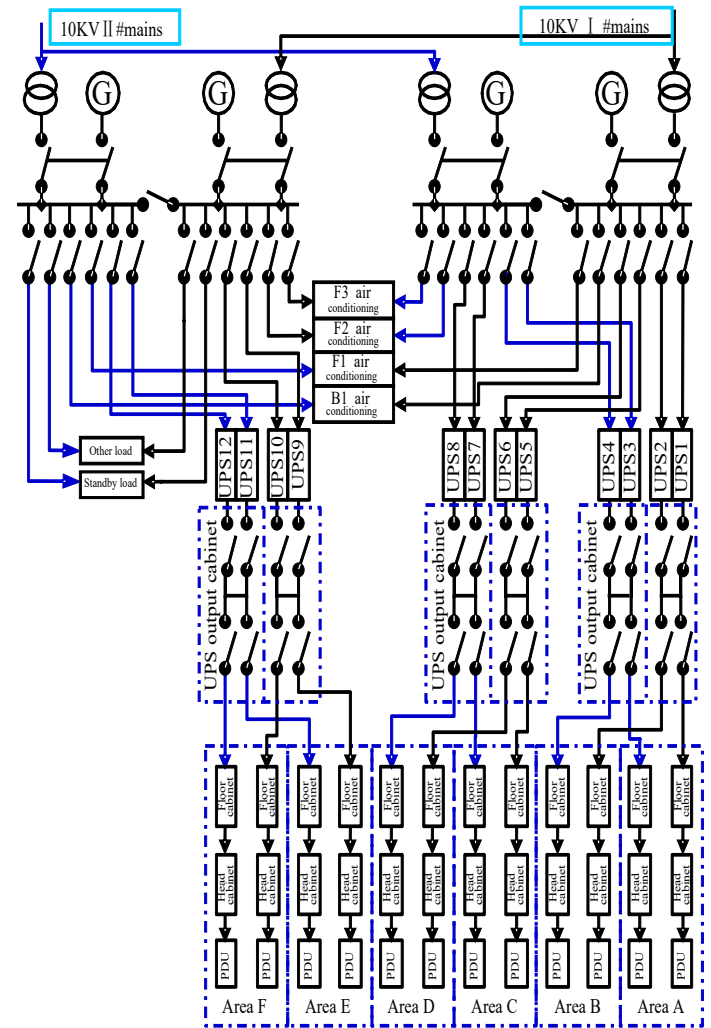 10KV Ⅱ #mains
10KV Ⅰ #mains
G
G
G
G
F3 air
conditioning
F2 air
conditioning
F1 air
conditioning
B1 air
conditioning
Other load
Standby load
UPS12
UPS11
UPS10
UPS9
UPS8
UPS7
UPS6
UPS5
UPS4
UPS3
UPS2
UPS1
UPS output cabinet
UPS output cabinet
UPS output cabinet
Floor
cabinet
Floor
cabinet
Floor
cabinet
Floor
cabinet
Floor
cabinet
Floor
cabinet
Floor
cabinet
Floor
cabinet
Floor
cabinet
Floor
cabinet
Floor
cabinet
Floor
cabinet
Head
cabinet
Head
cabinet
Head
cabinet
Head
cabinet
Head
cabinet
Head
cabinet
Head
cabinet
Head
cabinet
Head
cabinet
Head
cabinet
Head
cabinet
Head
cabinet
PDU
PDU
PDU
PDU
PDU
PDU
PDU
PDU
PDU
PDU
PDU
PDU
Area F
Area E
Area D
Area C
Area B
Area A